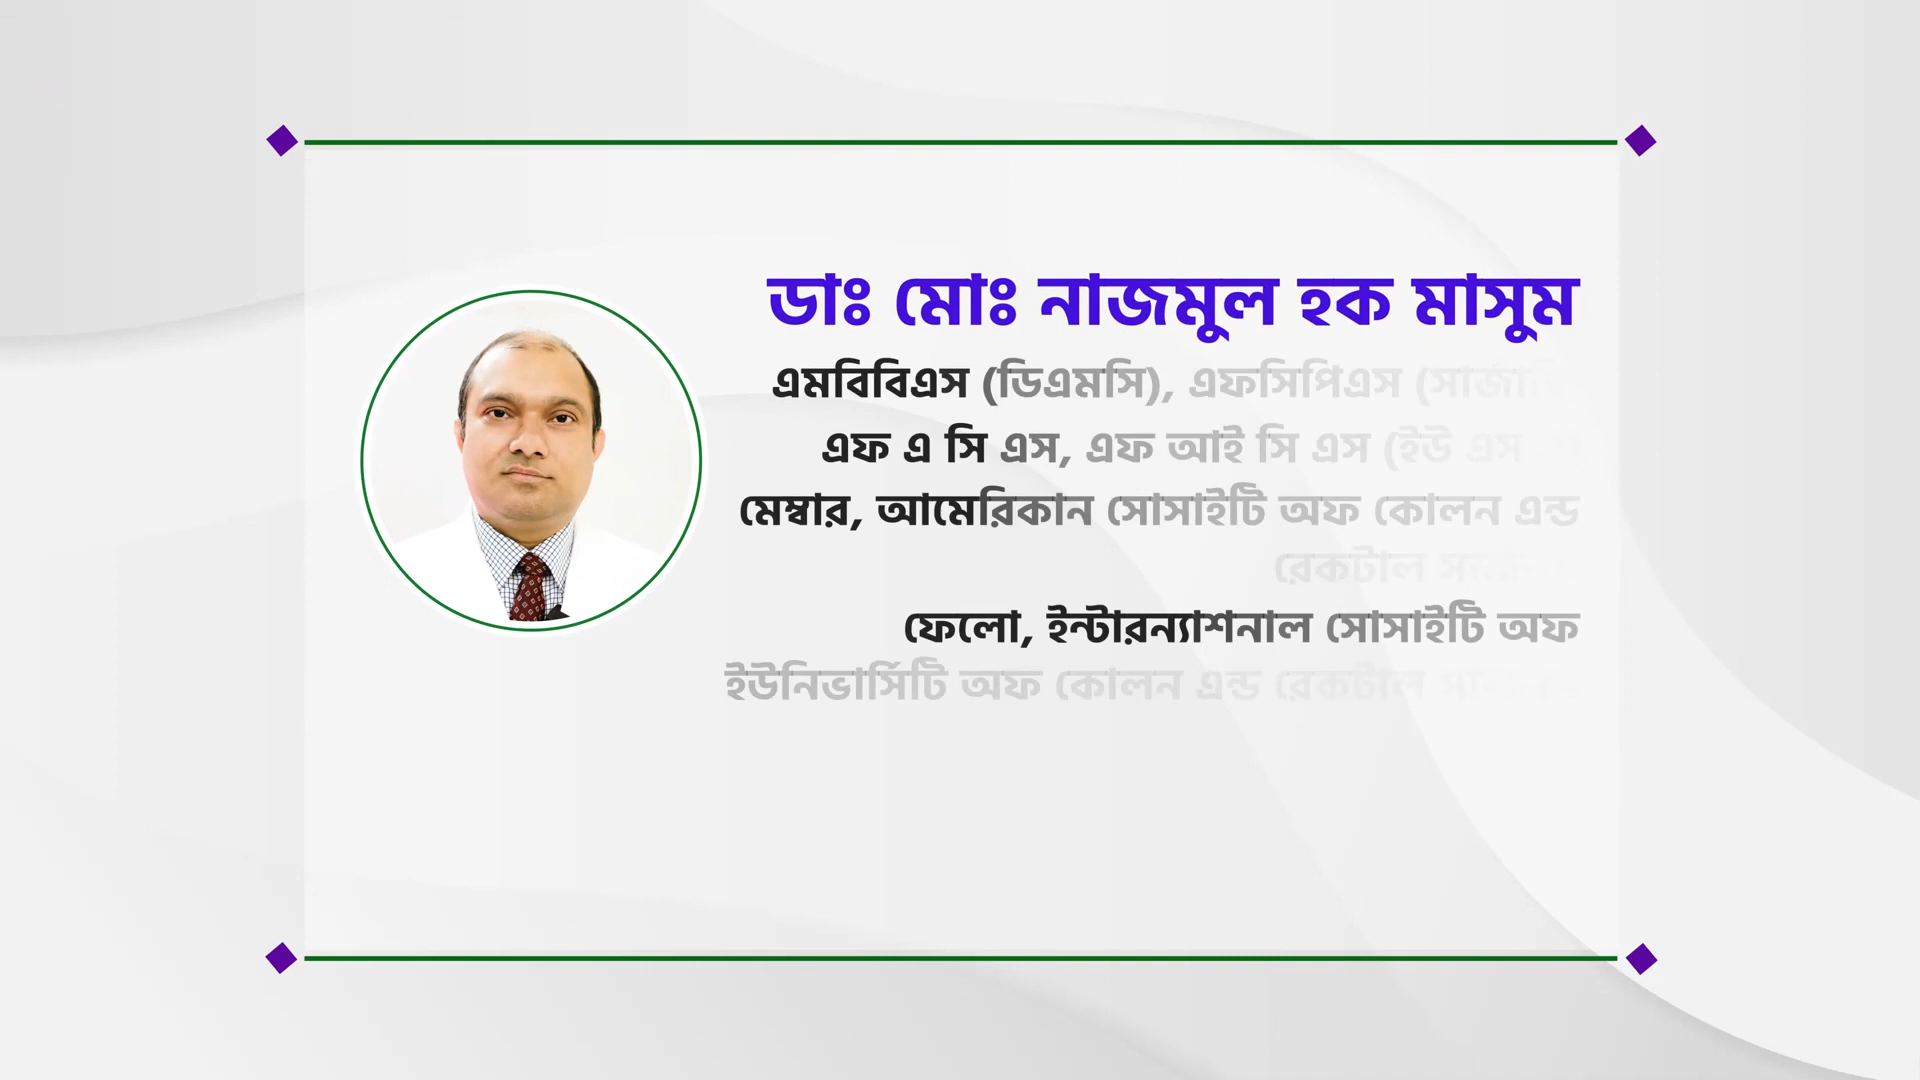 ডাঃ মোঃ নাজমুল হক মাসুম
এমবিবিএস (ডিএমসি), এফসিপিএস
এফ এ সি এস, এফ আই সি এস (ইউ এস
মেম্বার, আমেরিকান সোসাইটি অফ কোলন এন্ড
রেকটাল
ফেলো, ইন্টারন্যাশনাল সোসাইটি অফ
ইউনিভার্সিটি অফ কোলন এন্ড রেকটাল